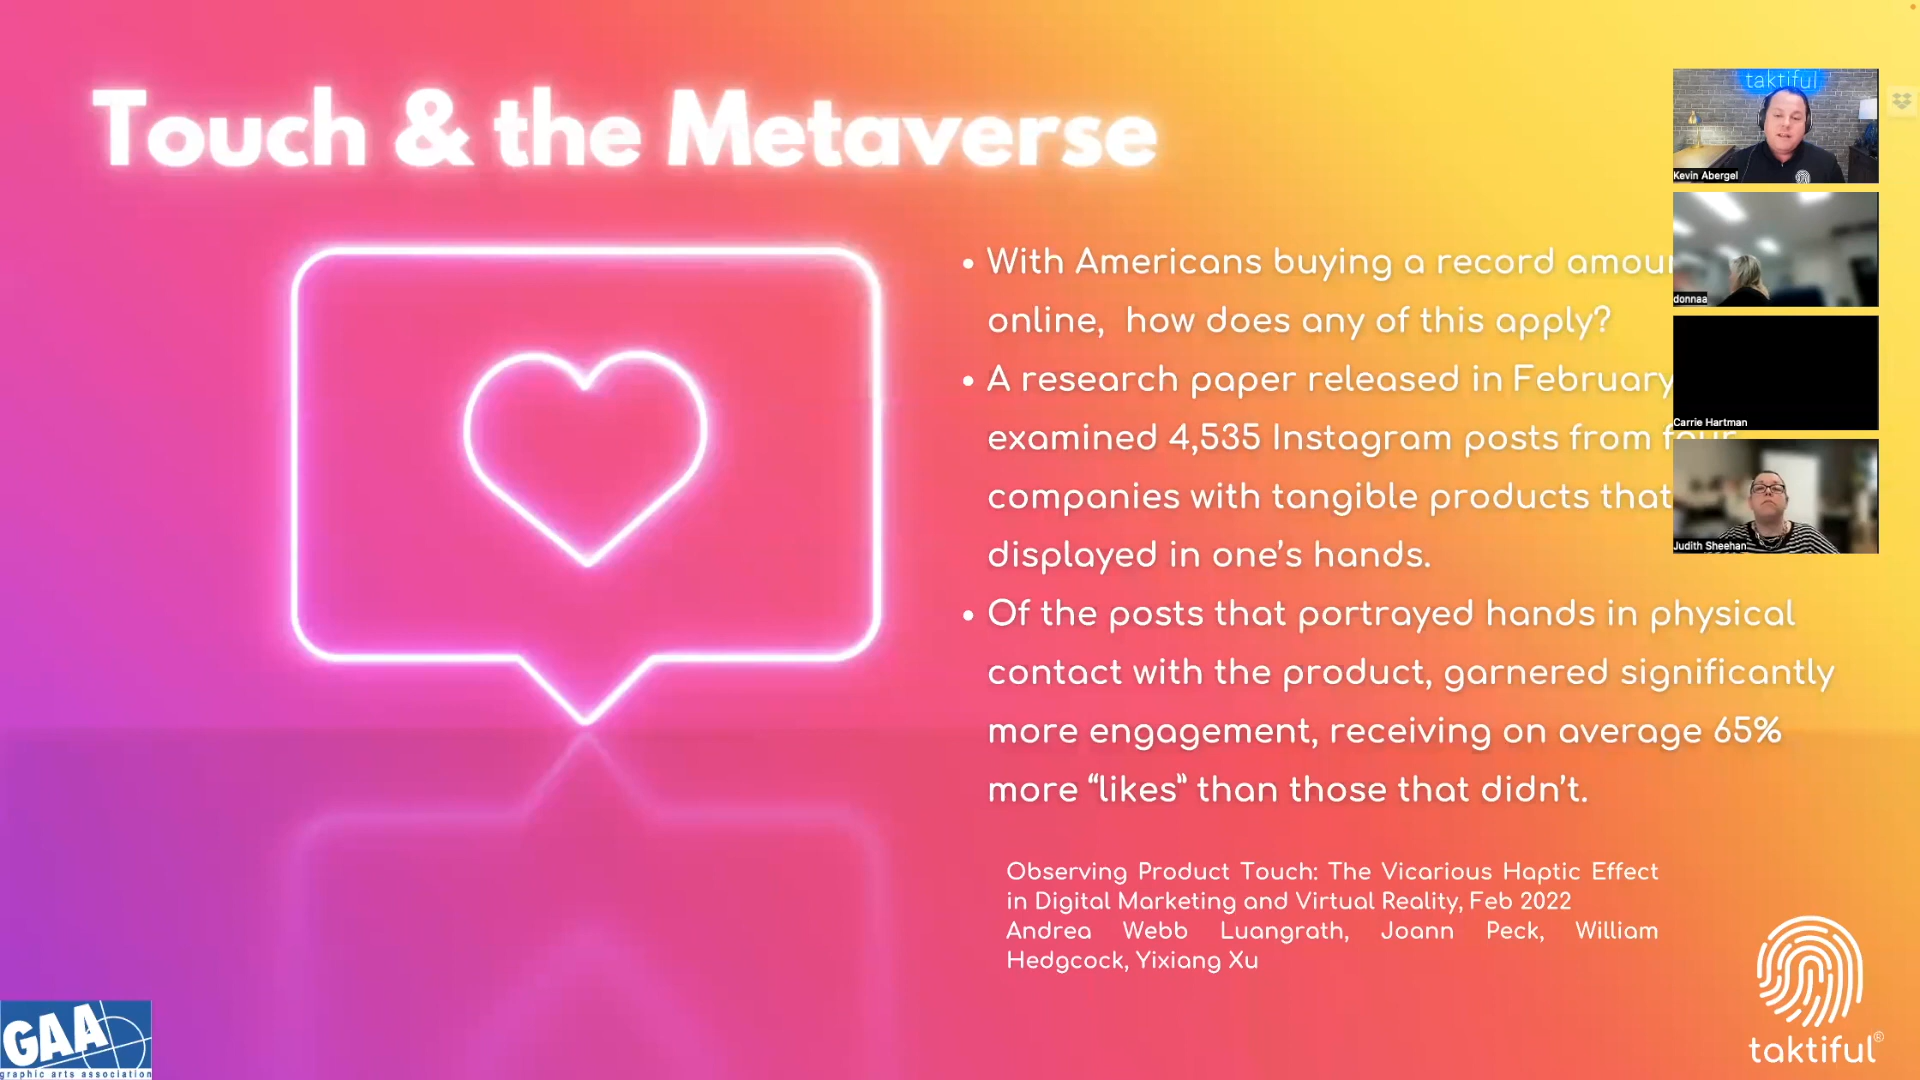 Touch & the Metaverse
• With Americans buying a record
online, how does any of this apply?
• A research paper released in February
examined 4,535 Instagram posts from four
companies with tangible products that
displayed in one's hands.
• Of the posts that portrayed hands in physical
contact with the product, garnered significantly
more engagement, receiving on average 65%
more “likes” than those that didn't.
Observing Product Touch: The Vicarious Haptic Effect
in Digital Marketing and Virtual Reality, Feb 2022
Andrea Webb Luangrath, Joann Peck, William
Hedgcock, Yixiang Xu
taktiful
Kevin Abergel
donnaa
Carrie Hartman
Judith Sheehan
GAA
graphic arts association
taktiful®